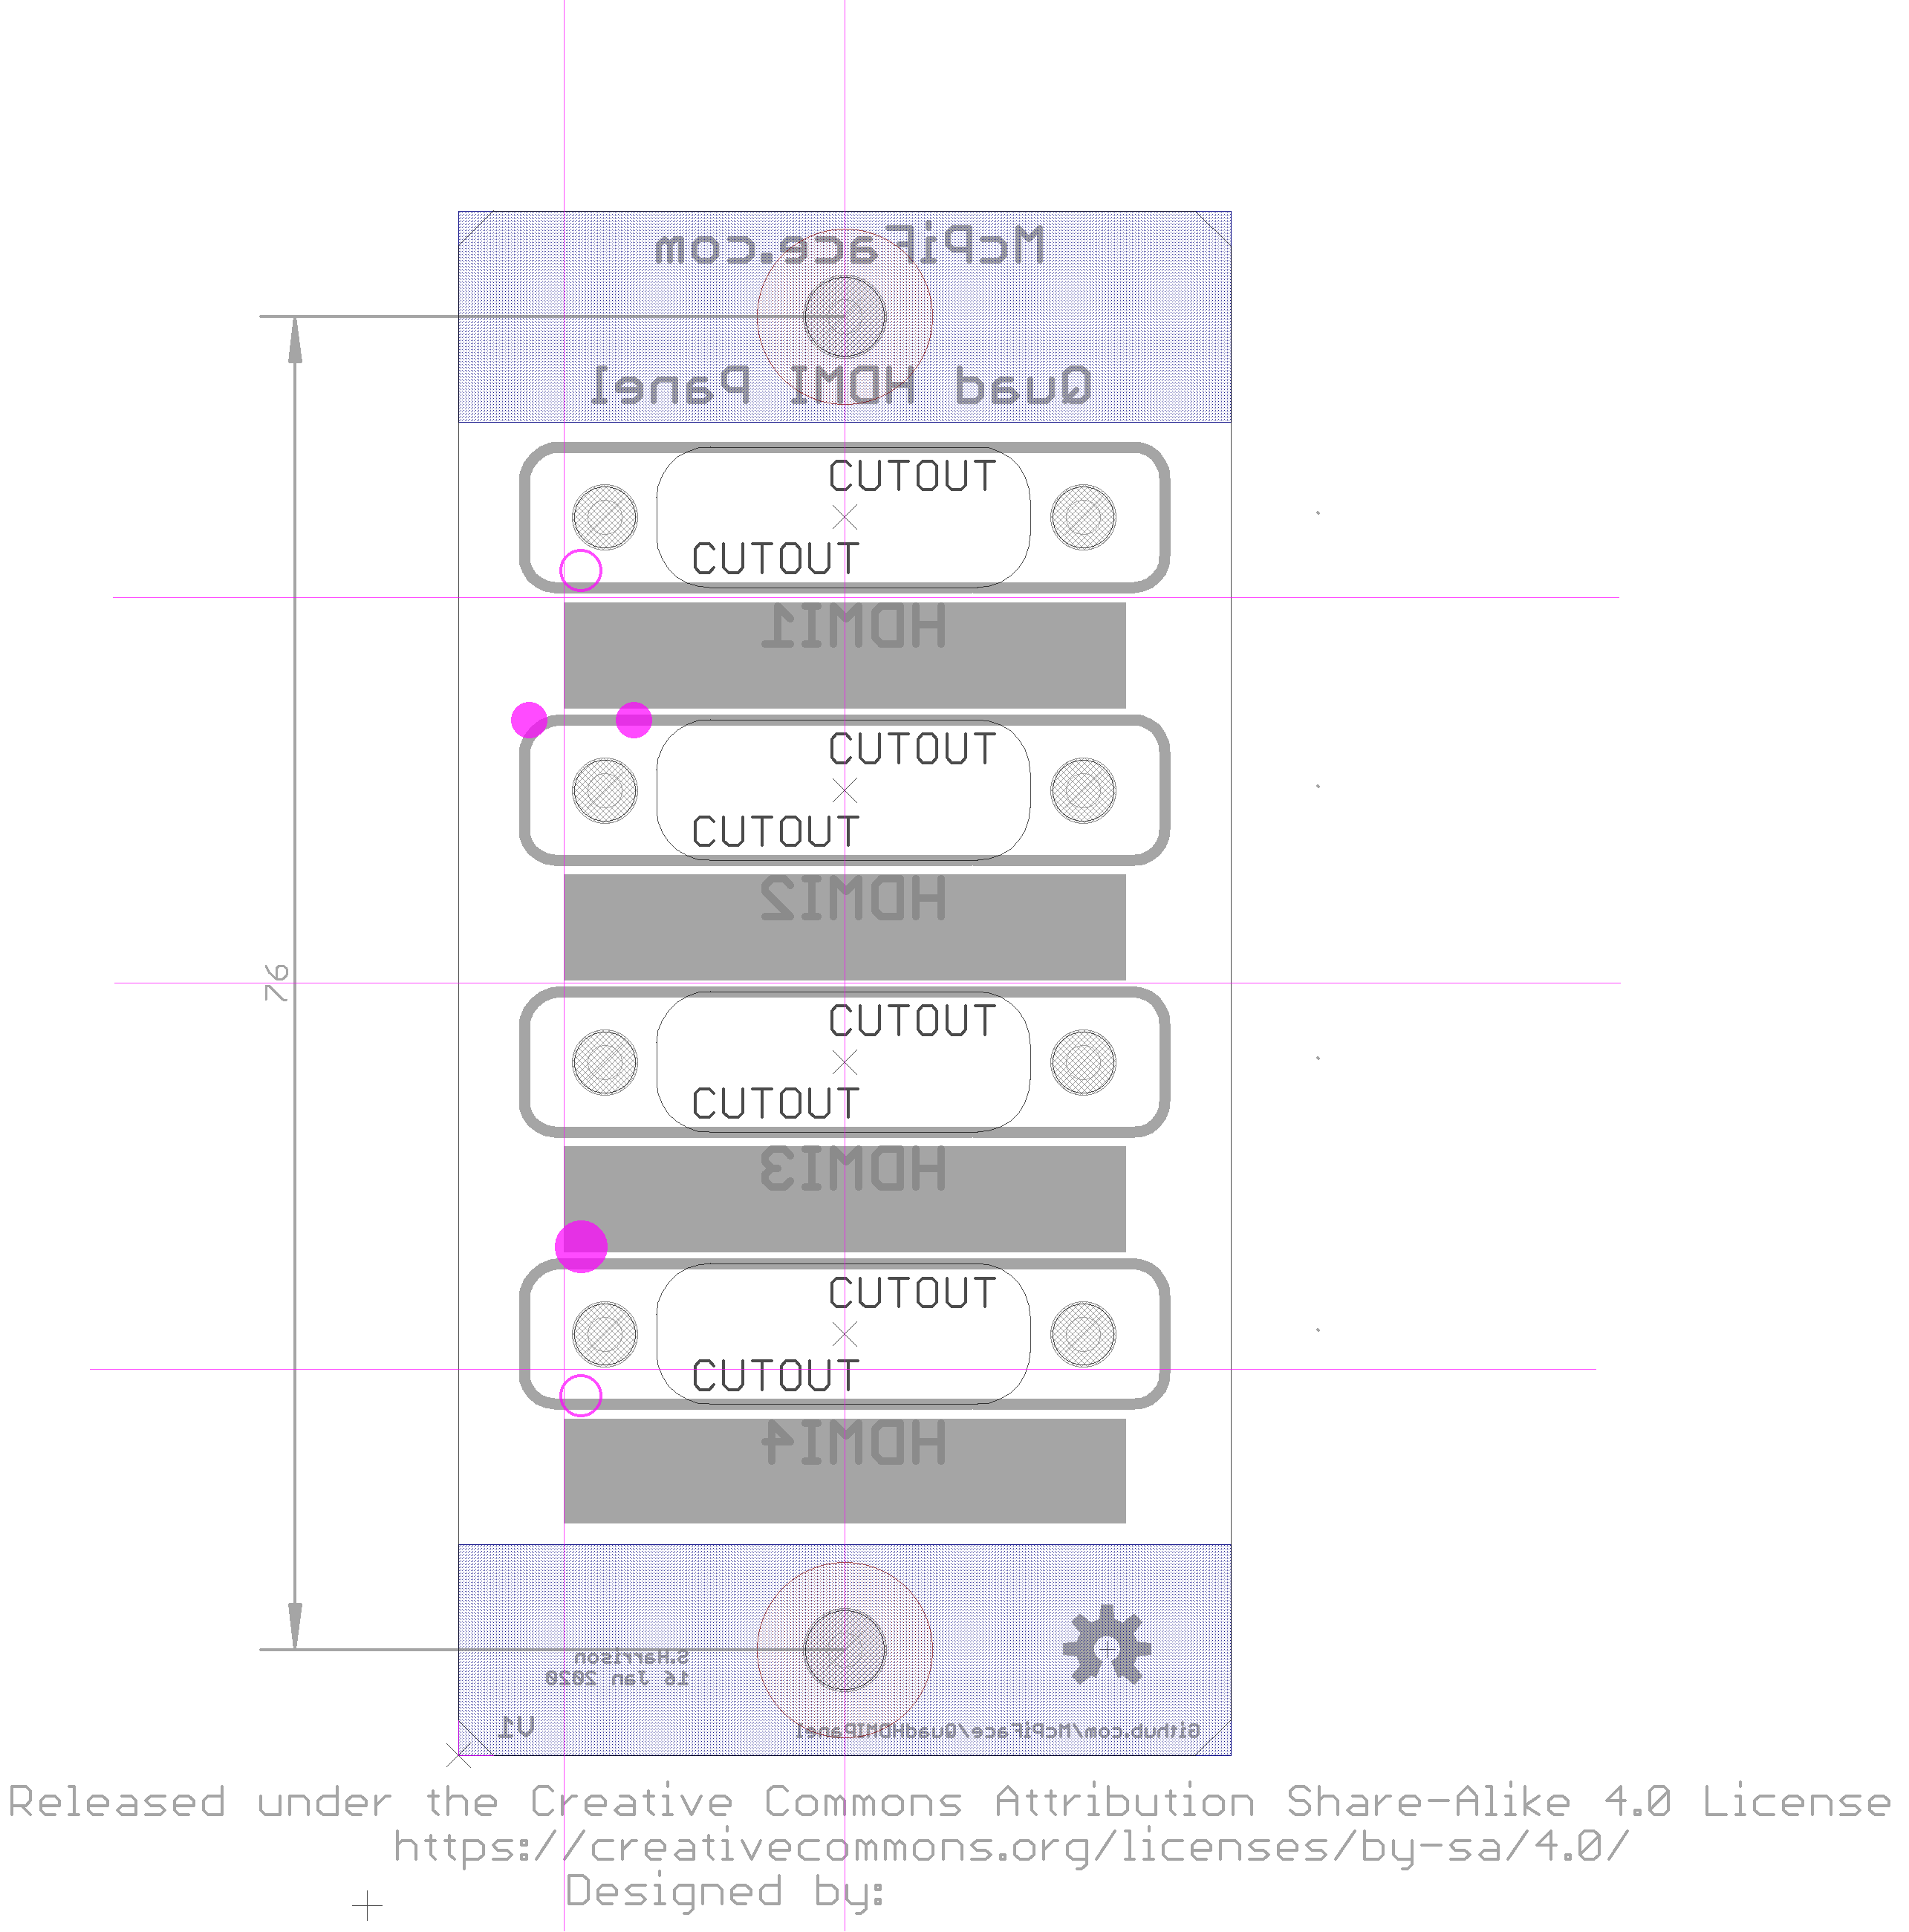 McPiFace.com
Quad HDMI Panel
CUTOUT
CUTOUT
HDMI1
CUTOUT
CUTOUT
HDMI2
76
CUTOUT
CUTOUT
HDMI3
CUTOUT
CUTOUT
HDMI4
S.Harrison
16 Jan 2020
V1
Github.com/McPiFace/QuadHDMIPanel
Released under the Creative Commons Attribution Share-Alike 4.0 License
https://creativecommons.org/licenses/by-sa/4.0/
Designed by: